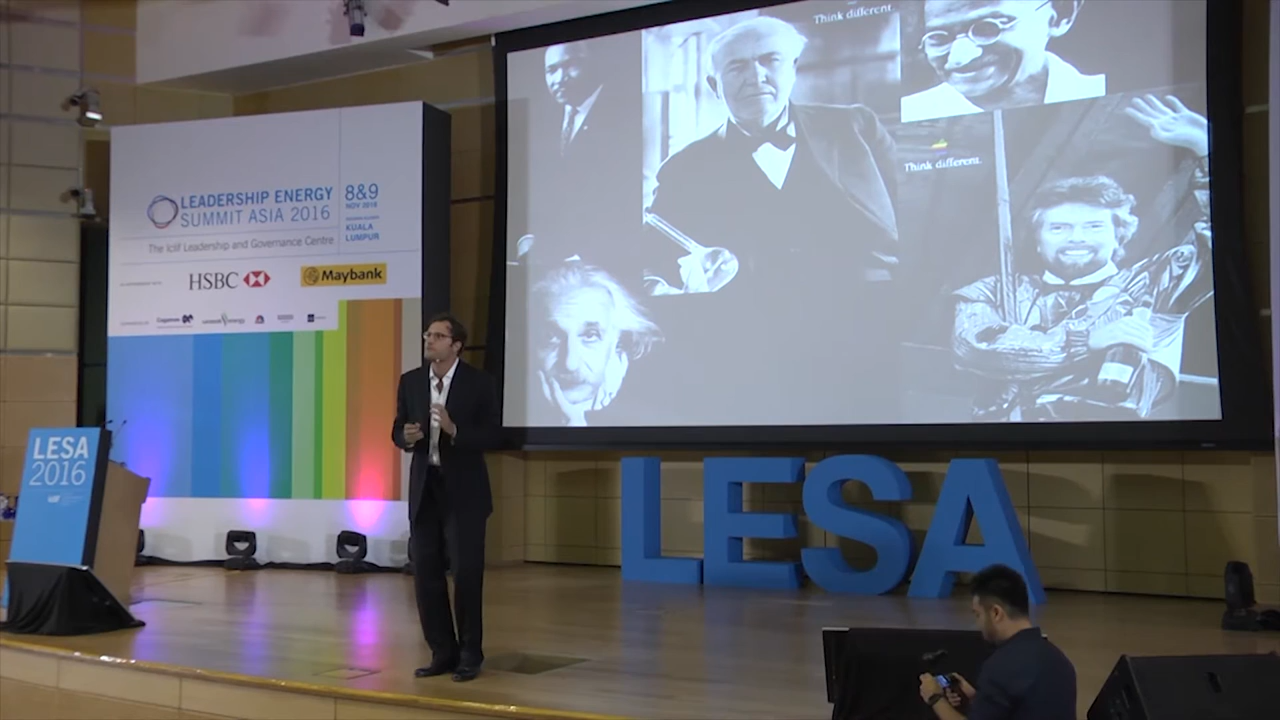 Think different.
Think different.
LEADERSHIP ENERGY
SUMMIT ASIA 2016
8&9
NOV 2016
KUALA
LUMPUR
The Iclif Leadership and Governance Centre
HSBC
Maybank
LESA
2016
LESA